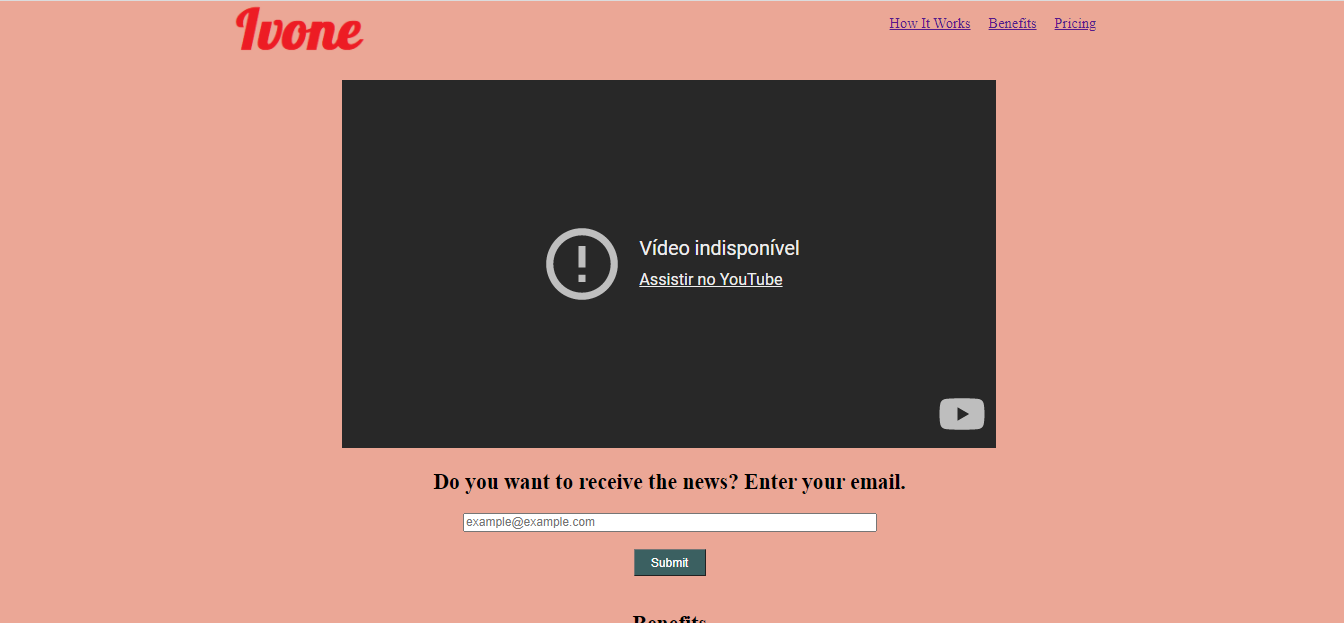 Ivone
How It Works Benefits Pricing
Vídeo indisponível
Assistir no YouTube
Do you want to receive the news? Enter your email.
example@example.com
Submit
Benefits